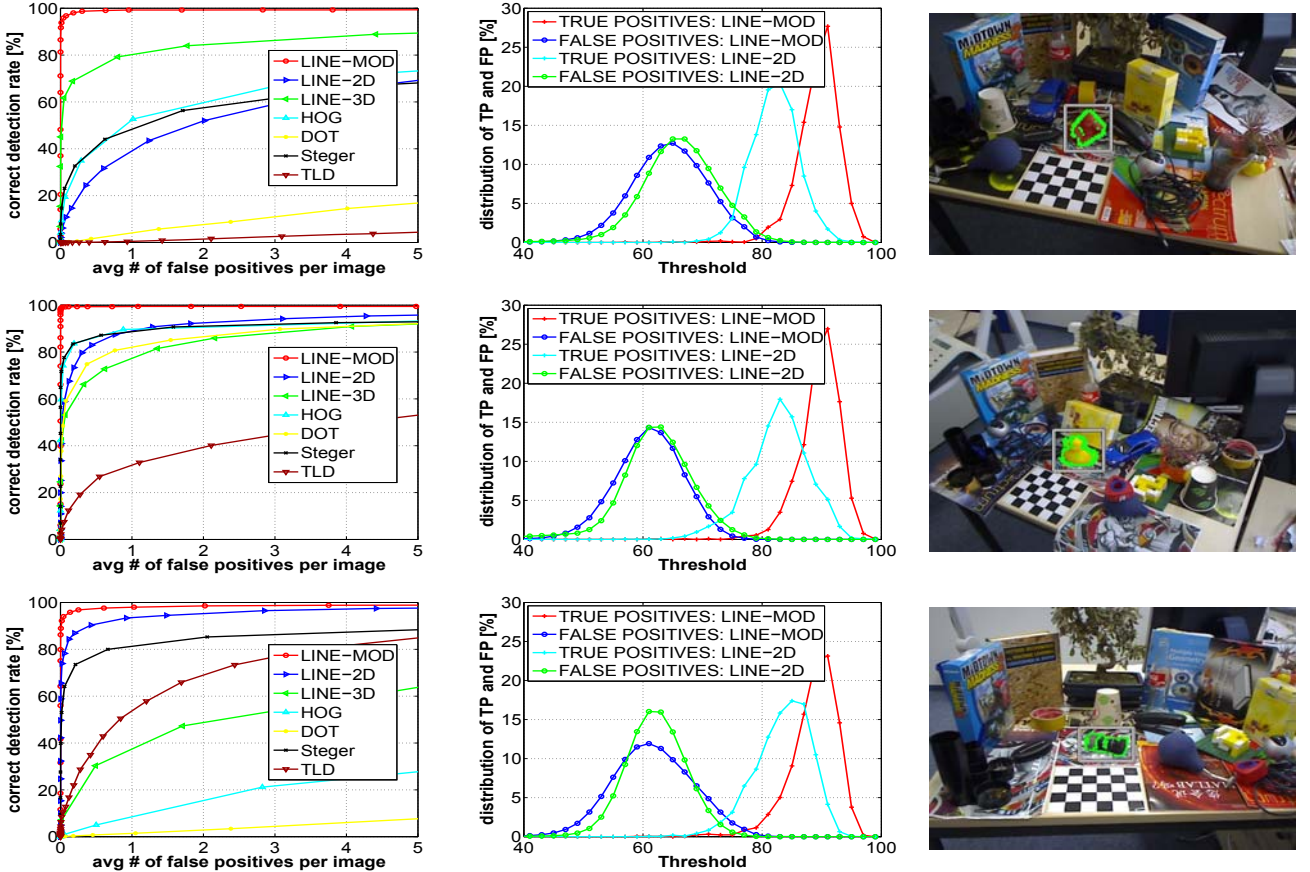 correct detection rate [%]
100
80
60
40
20
0
0 1 2 3 4 5
avg # of false positives per image
LINE−MOD
LINE−2D
LINE−3D
HOG
DOT
Steger
TLD
distribution of TP and FP [%]
30
25
20
15
10
5
0
40 60 80 100
Threshold
TRUE POSITIVES: LINE−MOD
FALSE POSITIVES: LINE−MOD
TRUE POSITIVES: LINE−2D
FALSE POSITIVES: LINE−2D
MIDTOWN
MADNESS
correct detection rate [%]
100
80
60
40
20
0
0 1 2 3 4 5
avg # of false positives per image
LINE−MOD
LINE−2D
LINE−3D
HOG
DOT
Steger
TLD
distribution of TP and FP [%]
30
25
20
15
10
5
0
40 60 80 100
Threshold
TRUE POSITIVES: LINE−MOD
FALSE POSITIVES: LINE−MOD
TRUE POSITIVES: LINE−2D
FALSE POSITIVES: LINE−2D
MIDTOWN
MADNESS
correct detection rate [%]
100
80
60
40
20
0
0 1 2 3 4 5
avg # of false positives per image
LINE−MOD
LINE−2D
LINE−3D
HOG
DOT
Steger
TLD
distribution of TP and FP [%]
30
25
20
15
10
5
0
40 60 80 100
Threshold
TRUE POSITIVES: LINE−MOD
FALSE POSITIVES: LINE−MOD
TRUE POSITIVES: LINE−2D
FALSE POSITIVES: LINE−2D
MIDTOWN
MADNESS
MATLAB